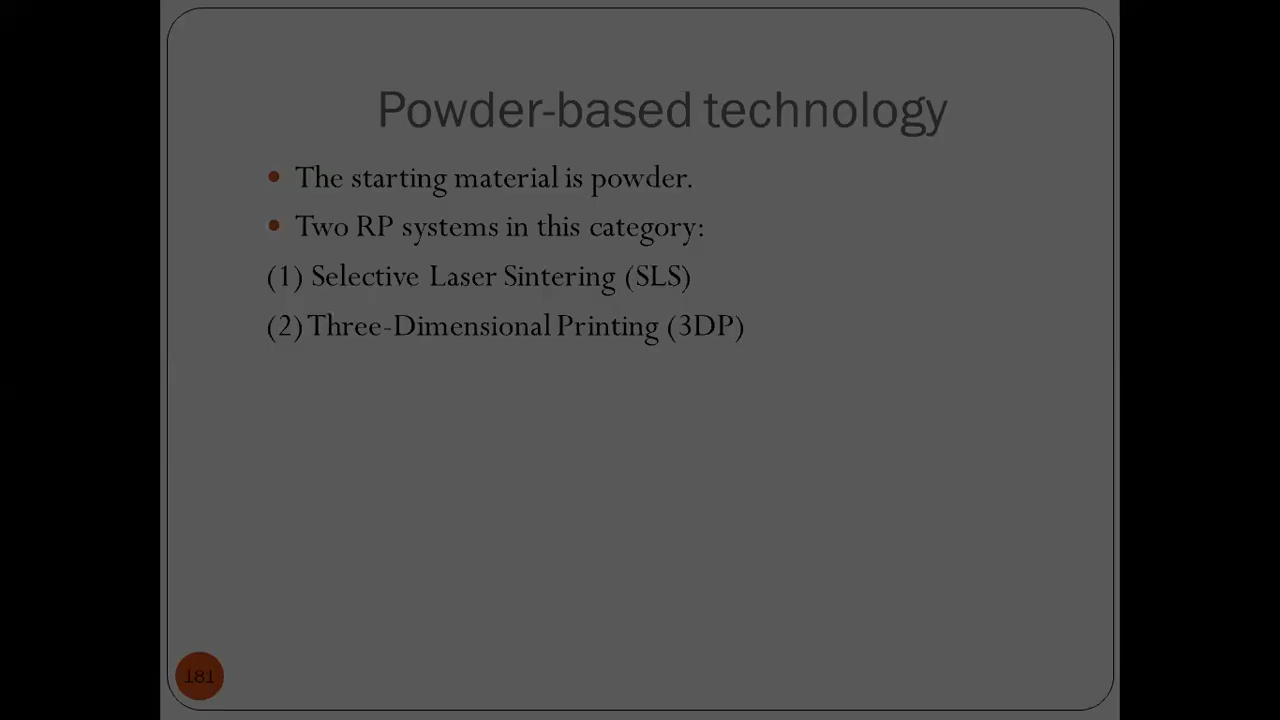 Powder-based technology
• The starting material is powder.
• Two RP systems in this category:
(1) Selective Laser Sintering (SLS)
(2) Three-Dimensional Printing (3DP)
181